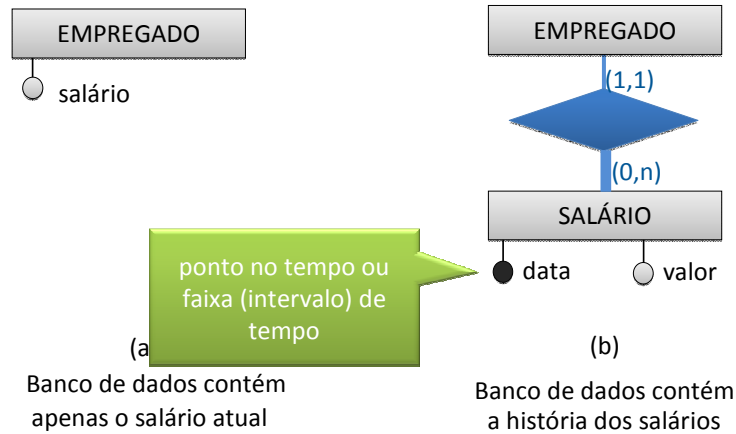 EMPREGADO
salário
EMPREGADO
(1,1)
(0,n)
SALÁRIO
data
valor
ponto no tempo ou
faixa (intervalo) de
tempo
(a
Banco de dados contém
apenas o salário atual
(b)
Banco de dados contém
a história dos salários